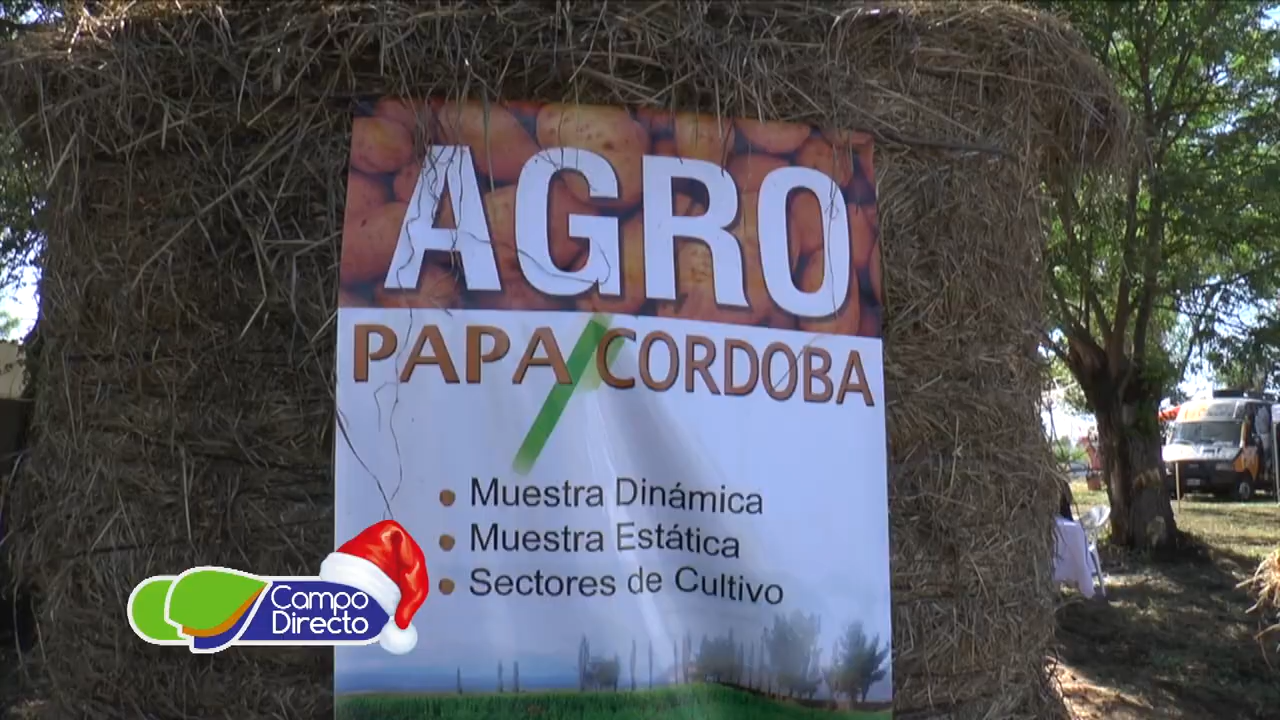 AGRO
PAPA CORDOBA
Muestra Dinámica
Muestra Estática
Sectores de Cultivo
Campo
Directo